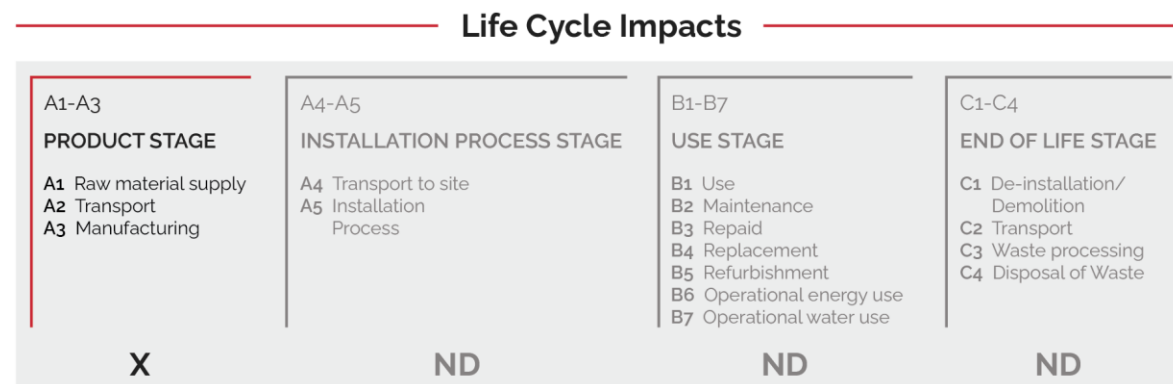 Life Cycle Impacts
A1-A3
PRODUCT STAGE
A1 Raw material supply
A2 Transport
A3 Manufacturing
X
A4-A5
INSTALLATION PROCESS STAGE
A4 Transport to site
A5 Installation
Process
ND
B1-B7
USE STAGE
B1 Use
B2 Maintenance
B3 Repaid
B4 Replacement
B5 Refurbishment
B6 Operational energy use
B7 Operational water use
ND
C1-C4
END OF LIFE STAGE
C1 De-installation/
Demolition
C2 Transport
C3 Waste processing
C4 Disposal of Waste
ND